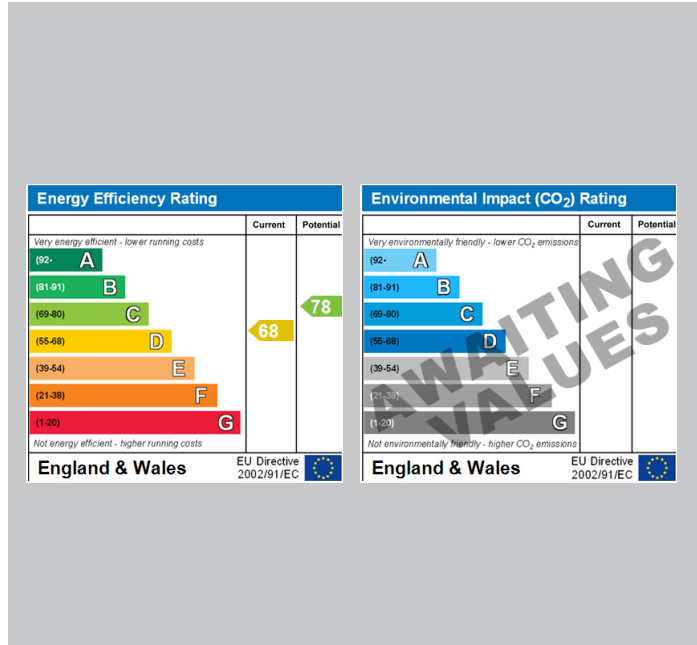 Energy Efficiency Rating
Current Potential
Very energy efficient - lower running costs
(92- A
(81-91) B
(69-80) C
(55-68) D
(39-54) E
(21-38) F
(1-20) G
68
78
Not energy efficient - higher running costs
England & Wales
EU Directive
2002/91/EC
Environmental Impact (CO2) Rating
Current Potential
Very environmentally friendly - lower CO2 emissions
(92- A
(81-91) B
(69-80) C
(55-68) D
(39-54) E
(21-38) F
(1-20) G
AWAITING
VALUES
Not environmentally friendly - higher CO2 emissions
England & Wales
EU Directive
2002/91/EC